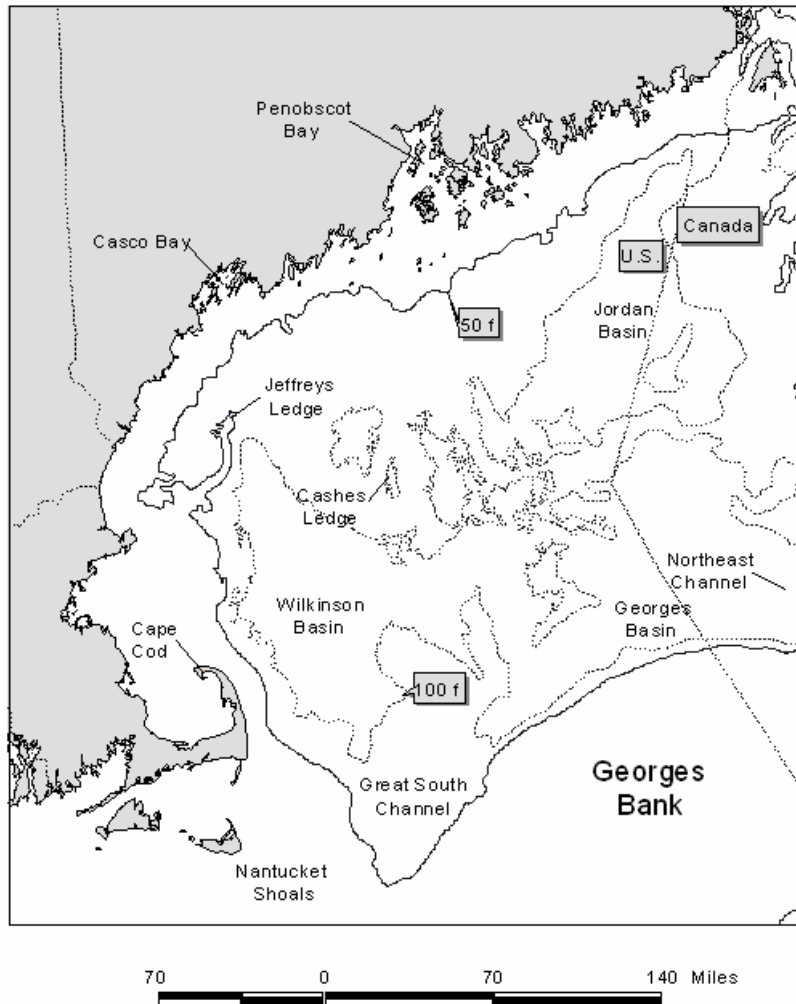 Penobscot
Bay
Casco Bay
Canada
U.S.
Jordan
Basin
50 f
Jeffreys
Ledge
Cashes
Ledge
Northeast
Channel
Wilkinson
Basin
Georges
Basin
Cape
Cod
100 f
Great South
Channel
Georges
Bank
Nantucket
Shoals
70 0 70 140 Miles